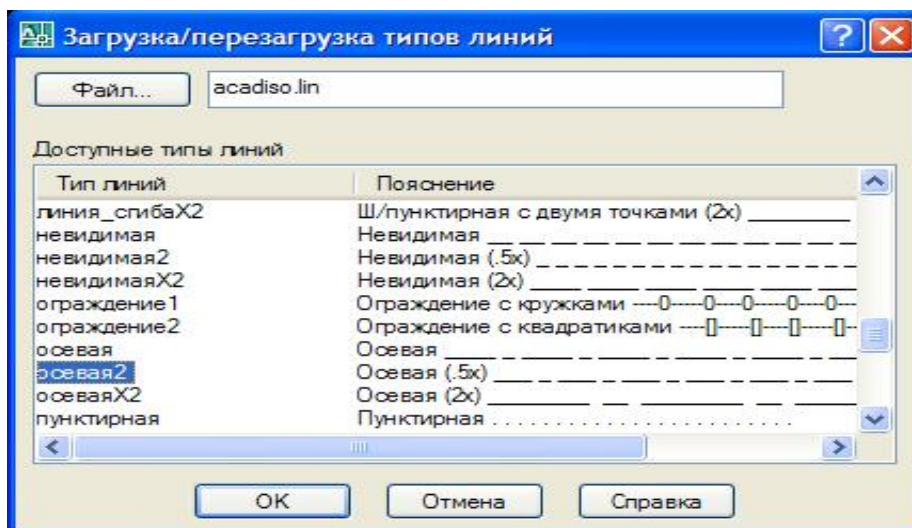 Загрузка/перезагрузка типов линий
Файл... acadiso.lin
Доступные типы линий
Тип линий Пояснение
линия_сгибаX2 Ш/пунктирная с двумя точками (2x) ________
невидимая Невидимая __ __ __ __ __ __ __ __ __ __
невидимая2 Невидимая (.5x) _ _ _ _ _ _ _ _ _ _ _ _ _ _ _
невидимаяX2 Невидимая (2x) ____ ____ ____ ____ ____ ____
ограждение1 Ограждение с кружками ----0-----0----0-----0----0--
ограждение2 Ограждение с квадратиками ----[]-----[]----[]-----[]--
осевая Осевая ____ _ ____ _ ____ _ ____ _ ____ _ ____
осевая2 Осевая (.5x) ___ _ ___ _ ___ _ ___ _ ___ _ ___
осеваяX2 Осевая (2x) ________ __ ________ __ ______
пунктирная Пунктирная . . . . . . . . . . . . . . . . . . . . . . . .
OK Отмена Справка